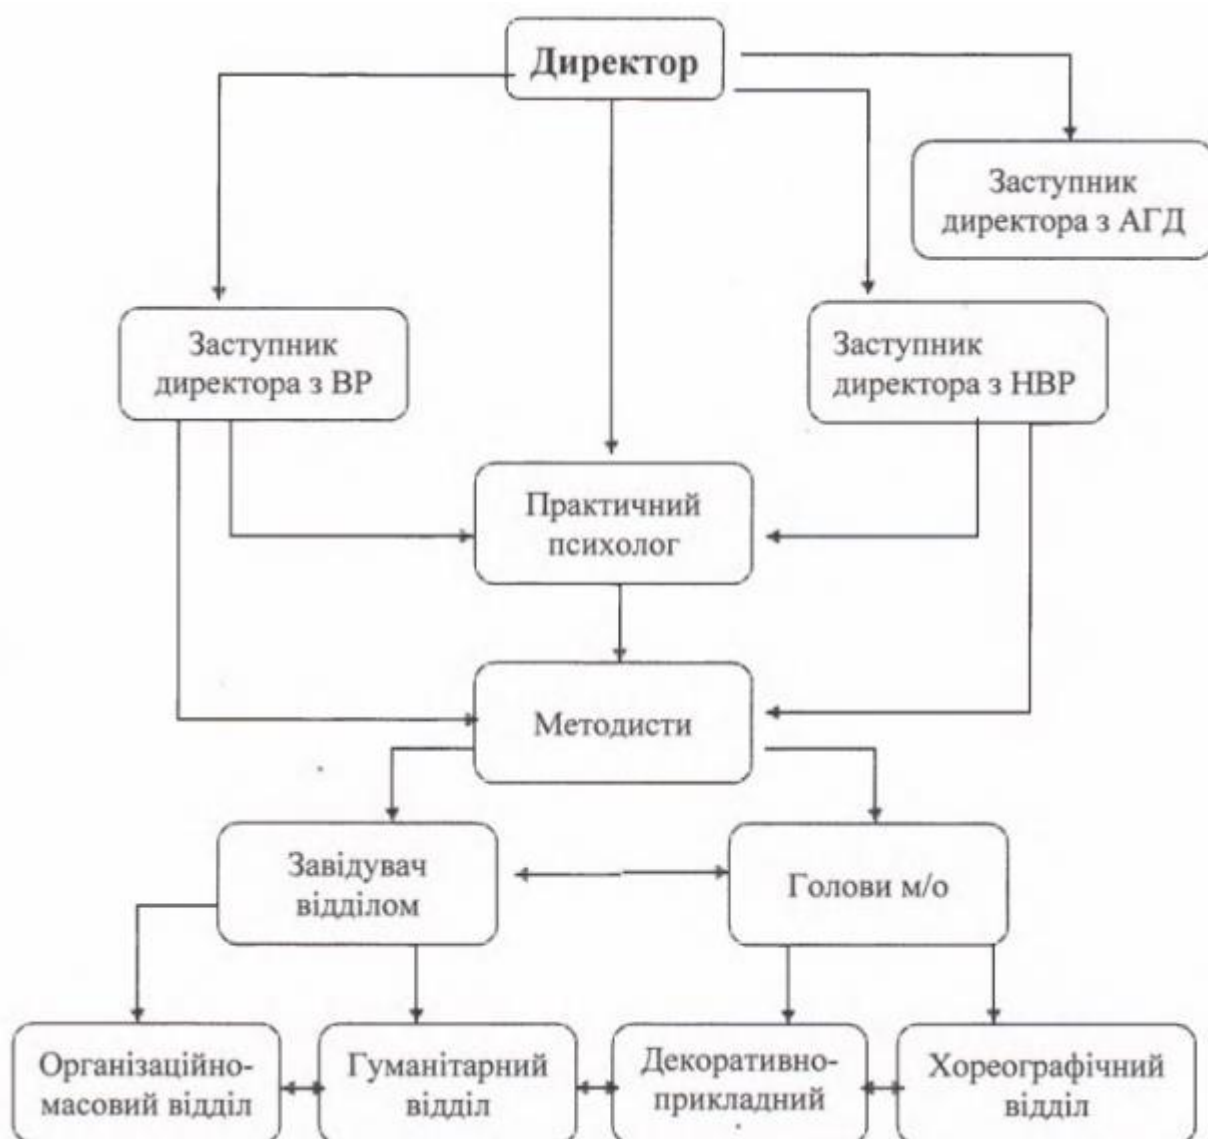 Директор
Заступник
директора з АГД
Заступник
директора з ВР
Заступник
директора з НВР
Практичний
психолог
Методисти
Завідувач
відділом
Голови м/о
Організаційно-
масовий відділ
Гуманітарний
відділ
Декоративно-
прикладний
Хореографічний
відділ